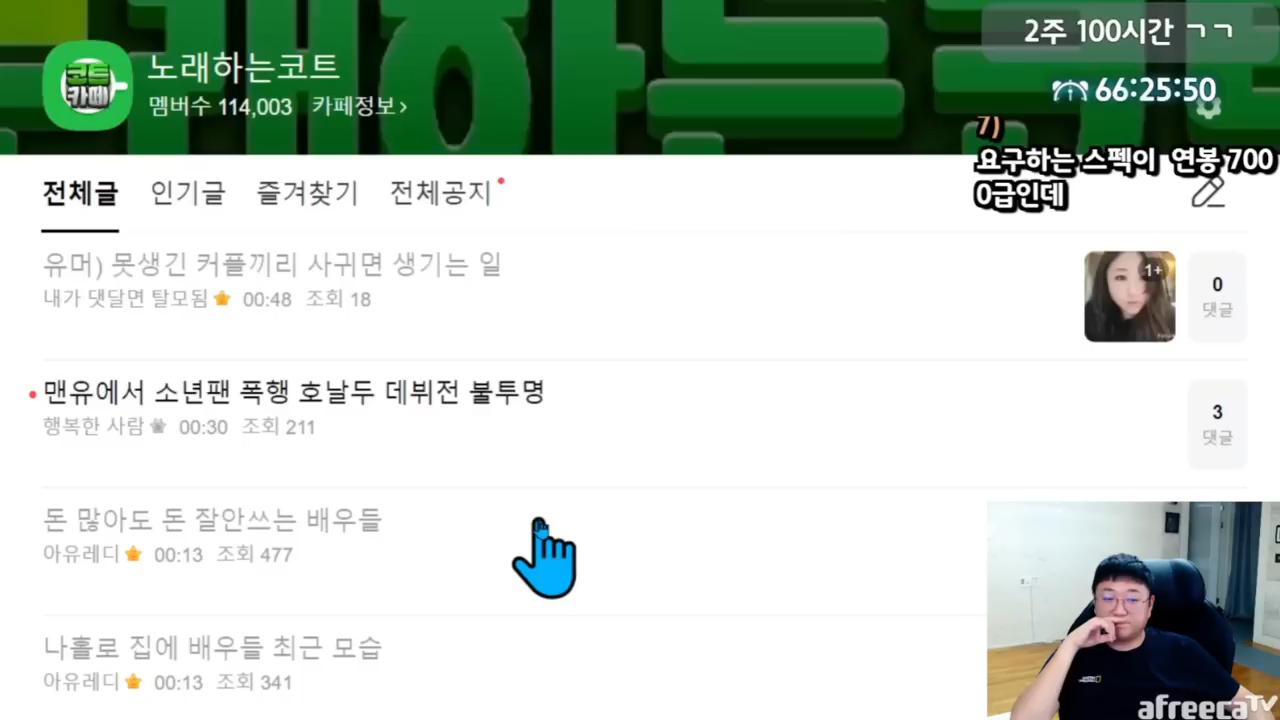 코트
카페
노래하는코트
멤버수 114,003 카페정보 ›
2주 100시간 ㄱㄱ
66:25:50
7)
요구하는 스펙이 연봉 700
0급인데
전체글 인기글 즐겨찾기 전체공지
유머) 못생긴 커플끼리 사귀면 생기는 일
내가 댓달면 탈모됨 00:48 조회 18
1+
0
댓글
맨유에서 소년팬 폭행 호날두 데뷔전 불투명
행복한 사람 00:30 조회 211
3
댓글
돈 많아도 돈 잘안쓰는 배우들
아유레디 00:13 조회 477
나홀로 집에 배우들 최근 모습
아유레디 00:13 조회 341
afreecaTV